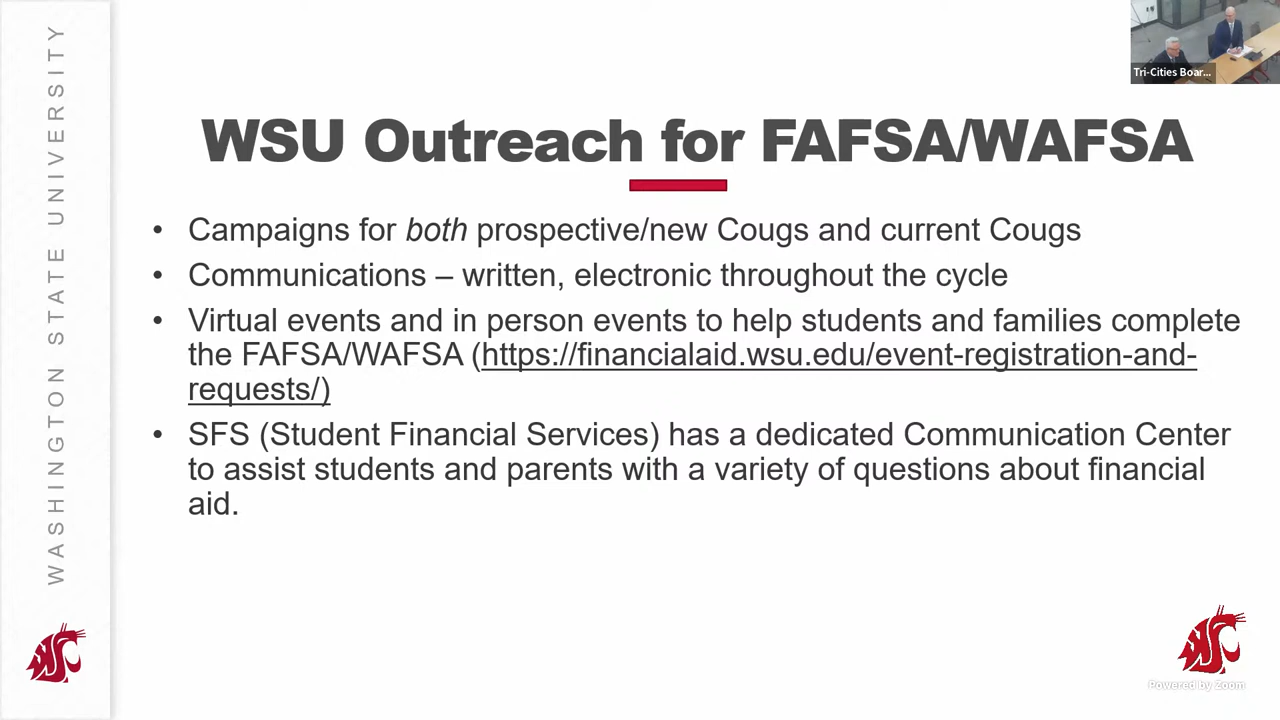 WASHINGTON STATE UNIVERSITY
Tri-Cities Boar...
WSU Outreach for FAFSA/WAFSA
• Campaigns for both prospective/new Cougs and current Cougs
• Communications – written, electronic throughout the cycle
• Virtual events and in person events to help students and families complete
the FAFSA/WAFSA (https://financialaid.wsu.edu/event-registration-and-
requests/)
• SFS (Student Financial Services) has a dedicated Communication Center
to assist students and parents with a variety of questions about financial
aid.
Powered by Zoom